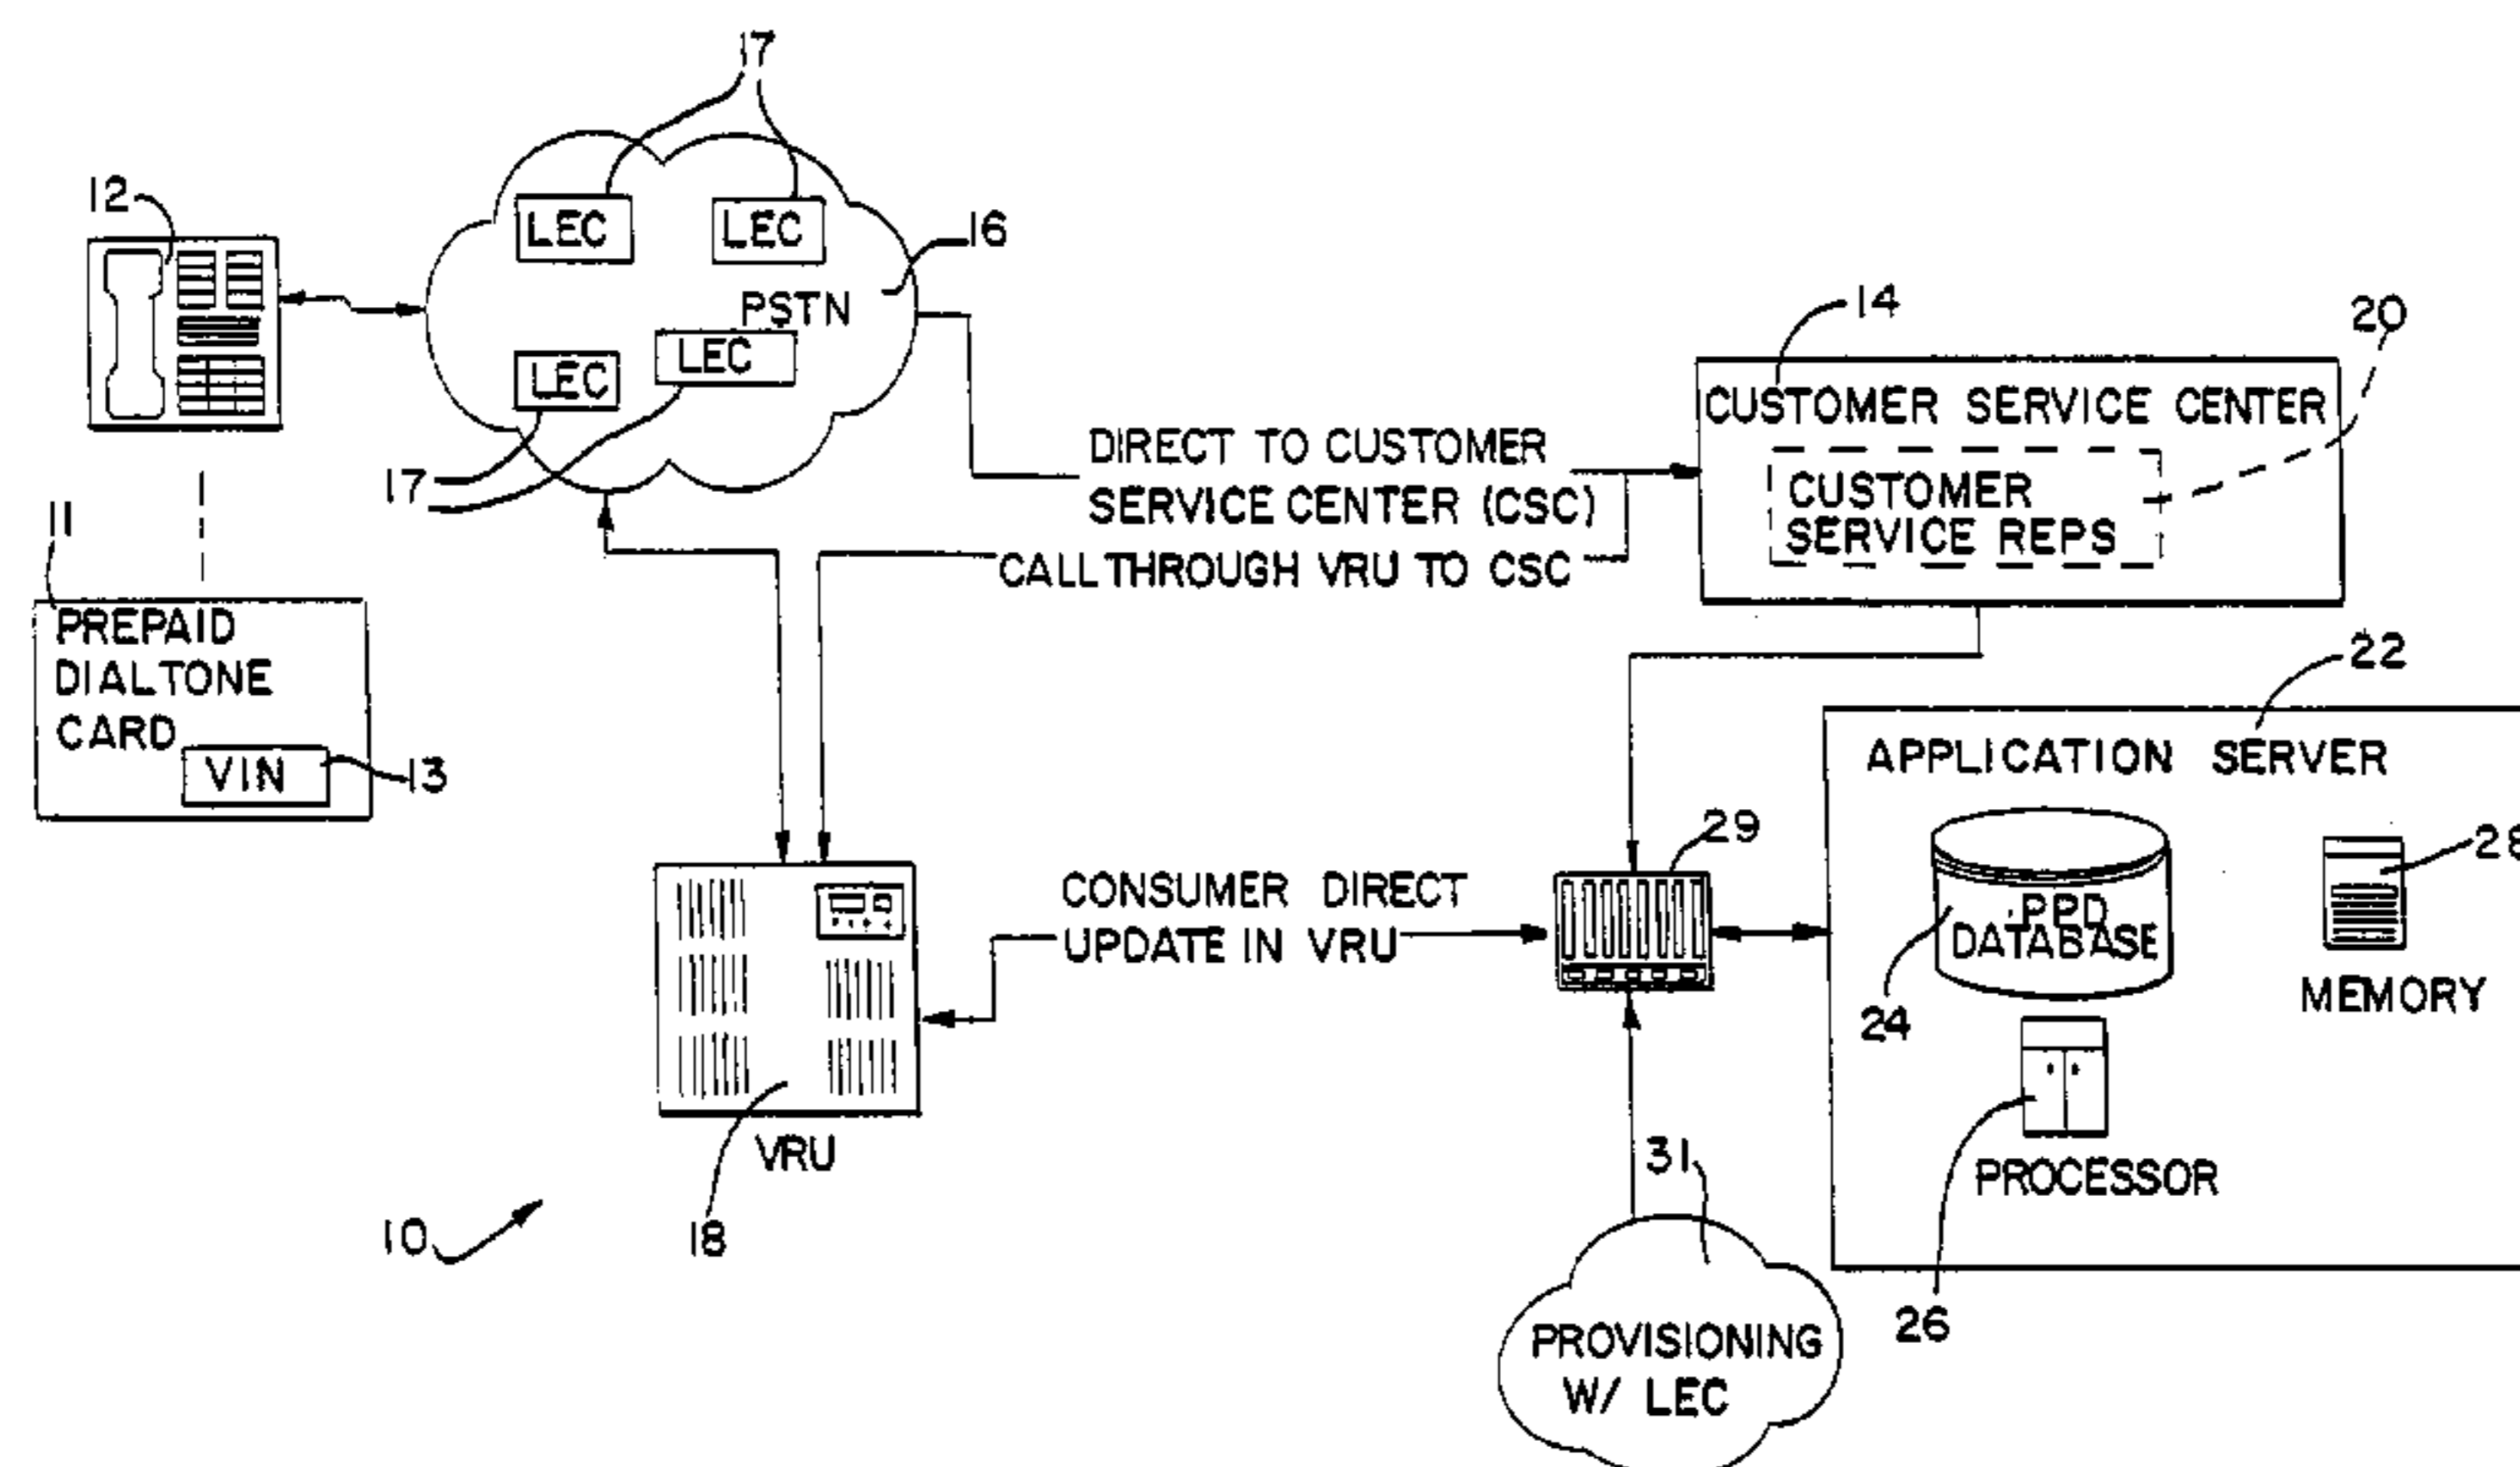 17
12
LEC
LEC
16
PSTN
LEC
LEC
17
14
20
CUSTOMER SERVICE CENTER
CUSTOMER
SERVICE REPS
DIRECT TO CUSTOMER
SERVICE CENTER (CSC)
CALL THROUGH VRU TO CSC
11
PREPAID
DIALTONE
CARD
VIN
13
22
APPLICATION SERVER
29
28
CONSUMER DIRECT
UPDATE IN VRU
PPD
DATABASE
24
MEMORY
VRU
18
10
31
PROCESSOR
26
PROVISIONING
W/ LEC